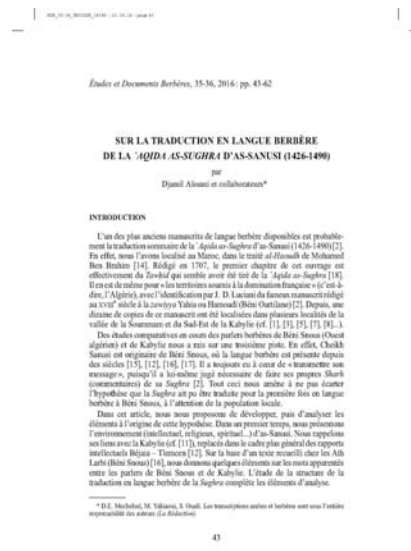 Études et Documents Berbères, 35-36, 2016 : pp. 43-62
SUR LA TRADUCTION EN LANGUE BERBÈRE
DE LA `AQIDA AS-SUGHRA D'AS-SANUSI (1426-1490)
par
Djamil Aïssani et collaborateurs*
INTRODUCTION
L'un des plus anciens manuscrits de langue berbère disponibles est probable-
ment la traduction sommaire de la `Aqida as-Sughra d'as-Sanusi (1426-1490) [2].
En effet, nous l'avons localisé au Maroc, dans le traité al-Haoudh de Mohamed
Ben Brahim [14]. Rédigé en 1707, le premier chapitre de cet ouvrage est
effectivement du Tawhid qui semble avoir été tiré de la `Aqida as-Sughra [18].
Il en est de même pour « les territoires soumis à la domination française » (c'est-à-
dire, l'Algérie), avec l'identification par J. D. Luciani du fameux manuscrit rédigé
au XVIIIe siècle à la zawiyya Yahia ou Hamoudi (Béni Ourtilane) [2]. Depuis, une
dizaine de copies de ce manuscrit ont été localisées dans plusieurs localités de la
vallée de la Soummam et du Sud-Est de la Kabylie (cf. [1], [3], [5], [7], [8]...).
Des études comparatives en cours des parlers berbères de Béni Snous (Ouest
algérien) et de Kabylie nous a mis sur une troisième piste. En effet, Cheikh
Sanusi est originaire de Béni Snous, où la langue berbère est présente depuis
des siècles [15], [12], [16], [17]. Il a toujours eu à cœur de « transmettre son
message », puisqu'il a lui-même jugé nécessaire de faire ses propres Sharh
(commentaires) de sa Sughra [2]. Tout ceci nous amène à ne pas écarter
l'hypothèse que la Sughra ait pu être traduite pour la première fois en langue
berbère à Béni Snous, à l'attention de la population locale.
Dans cet article, nous nous proposons de développer, puis d'analyser les
éléments à l'origine de cette hypothèse. Dans un premier temps, nous présentons
l'environnement (intellectuel, religieux, spirituel...) d'as-Sanusi. Nous rappelons
ses liens avec la Kabylie (cf. [11]), replacés dans le cadre plus général des rapports
intellectuels Béjaia – Tlemcen [12]. Sur la base d'un texte recueilli chez les Ath
Larbi (Béni Snous) [16], nous donnons quelques éléments sur les mots apparentés
entre les parlers de Béni Snous et de Kabylie. L'étude de la structure de la
traduction en langue berbère de la Sughra complète les éléments d'analyse.
* D.E. Mechehed, M. Yahiaoui, S. Ouali. Les transcriptions arabes et berbères sont sous l'entière
responsabilité des auteurs (La Rédaction).
43